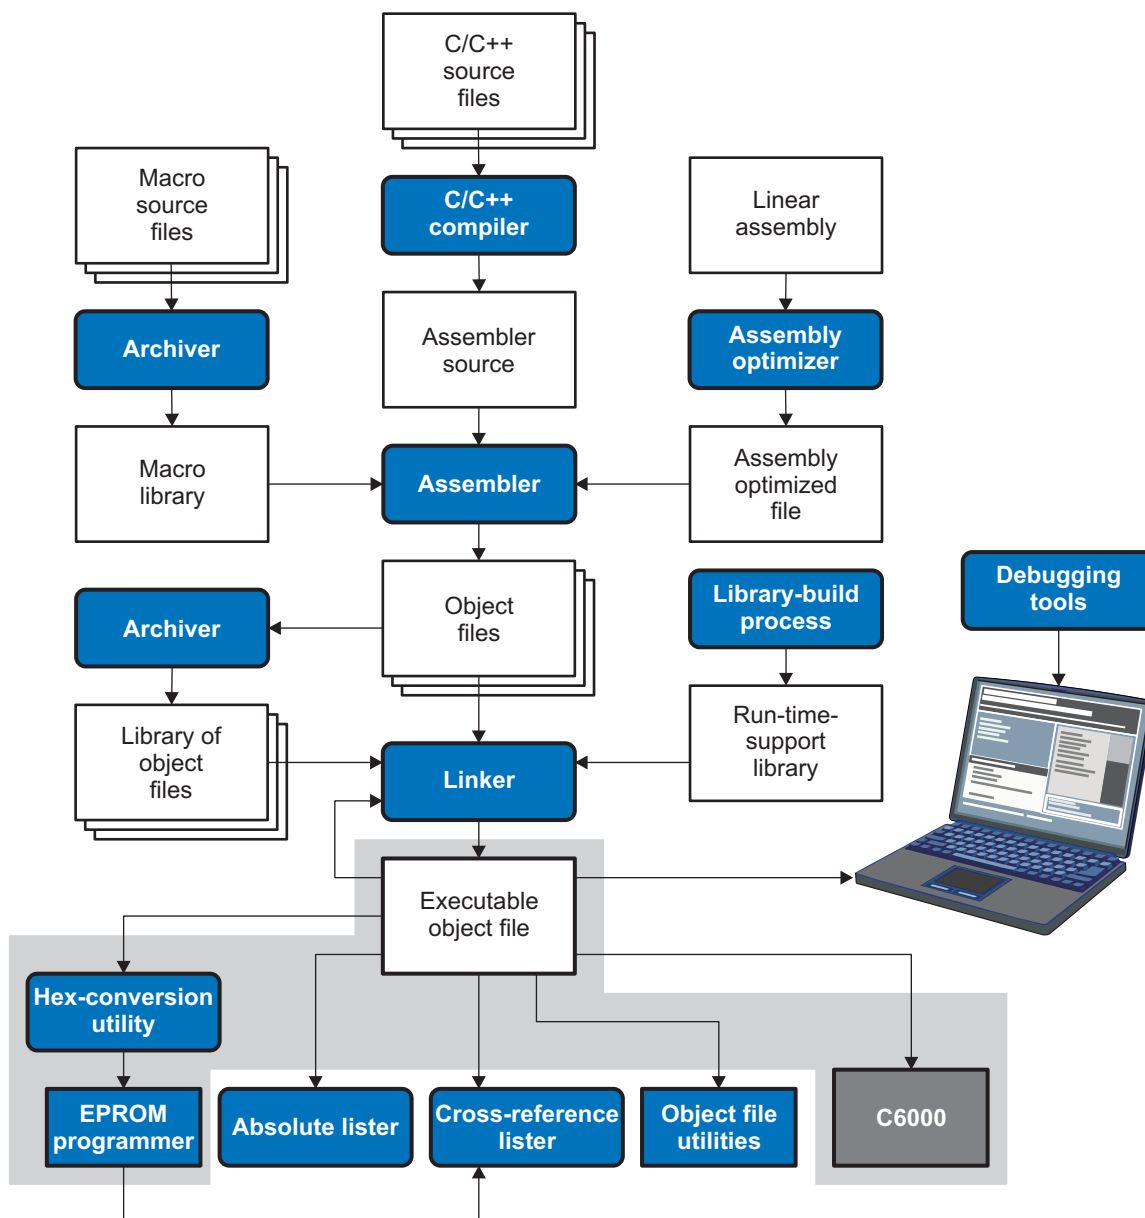 C/C++
source
files
Macro
source
files
C/C++
compiler
Linear
assembly
Archiver
Assembler
source
Assembly
optimizer
Macro
library
Assembler
Assembly
optimized
file
Archiver
Object
files
Library-build
process
Debugging
tools
Library of
object
files
Linker
Run-time-
support
library
Executable
object file
Hex-conversion
utility
EPROM
programmer
Absolute lister
Cross-reference
lister
Object file
utilities
C6000